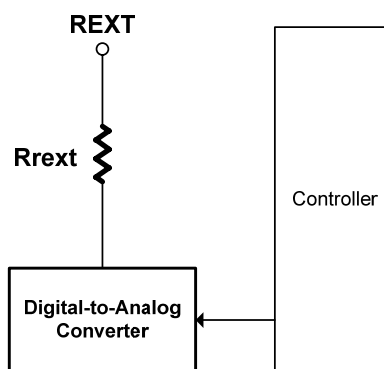 REXT
Rrext
Controller
Digital-to-Analog
Converter